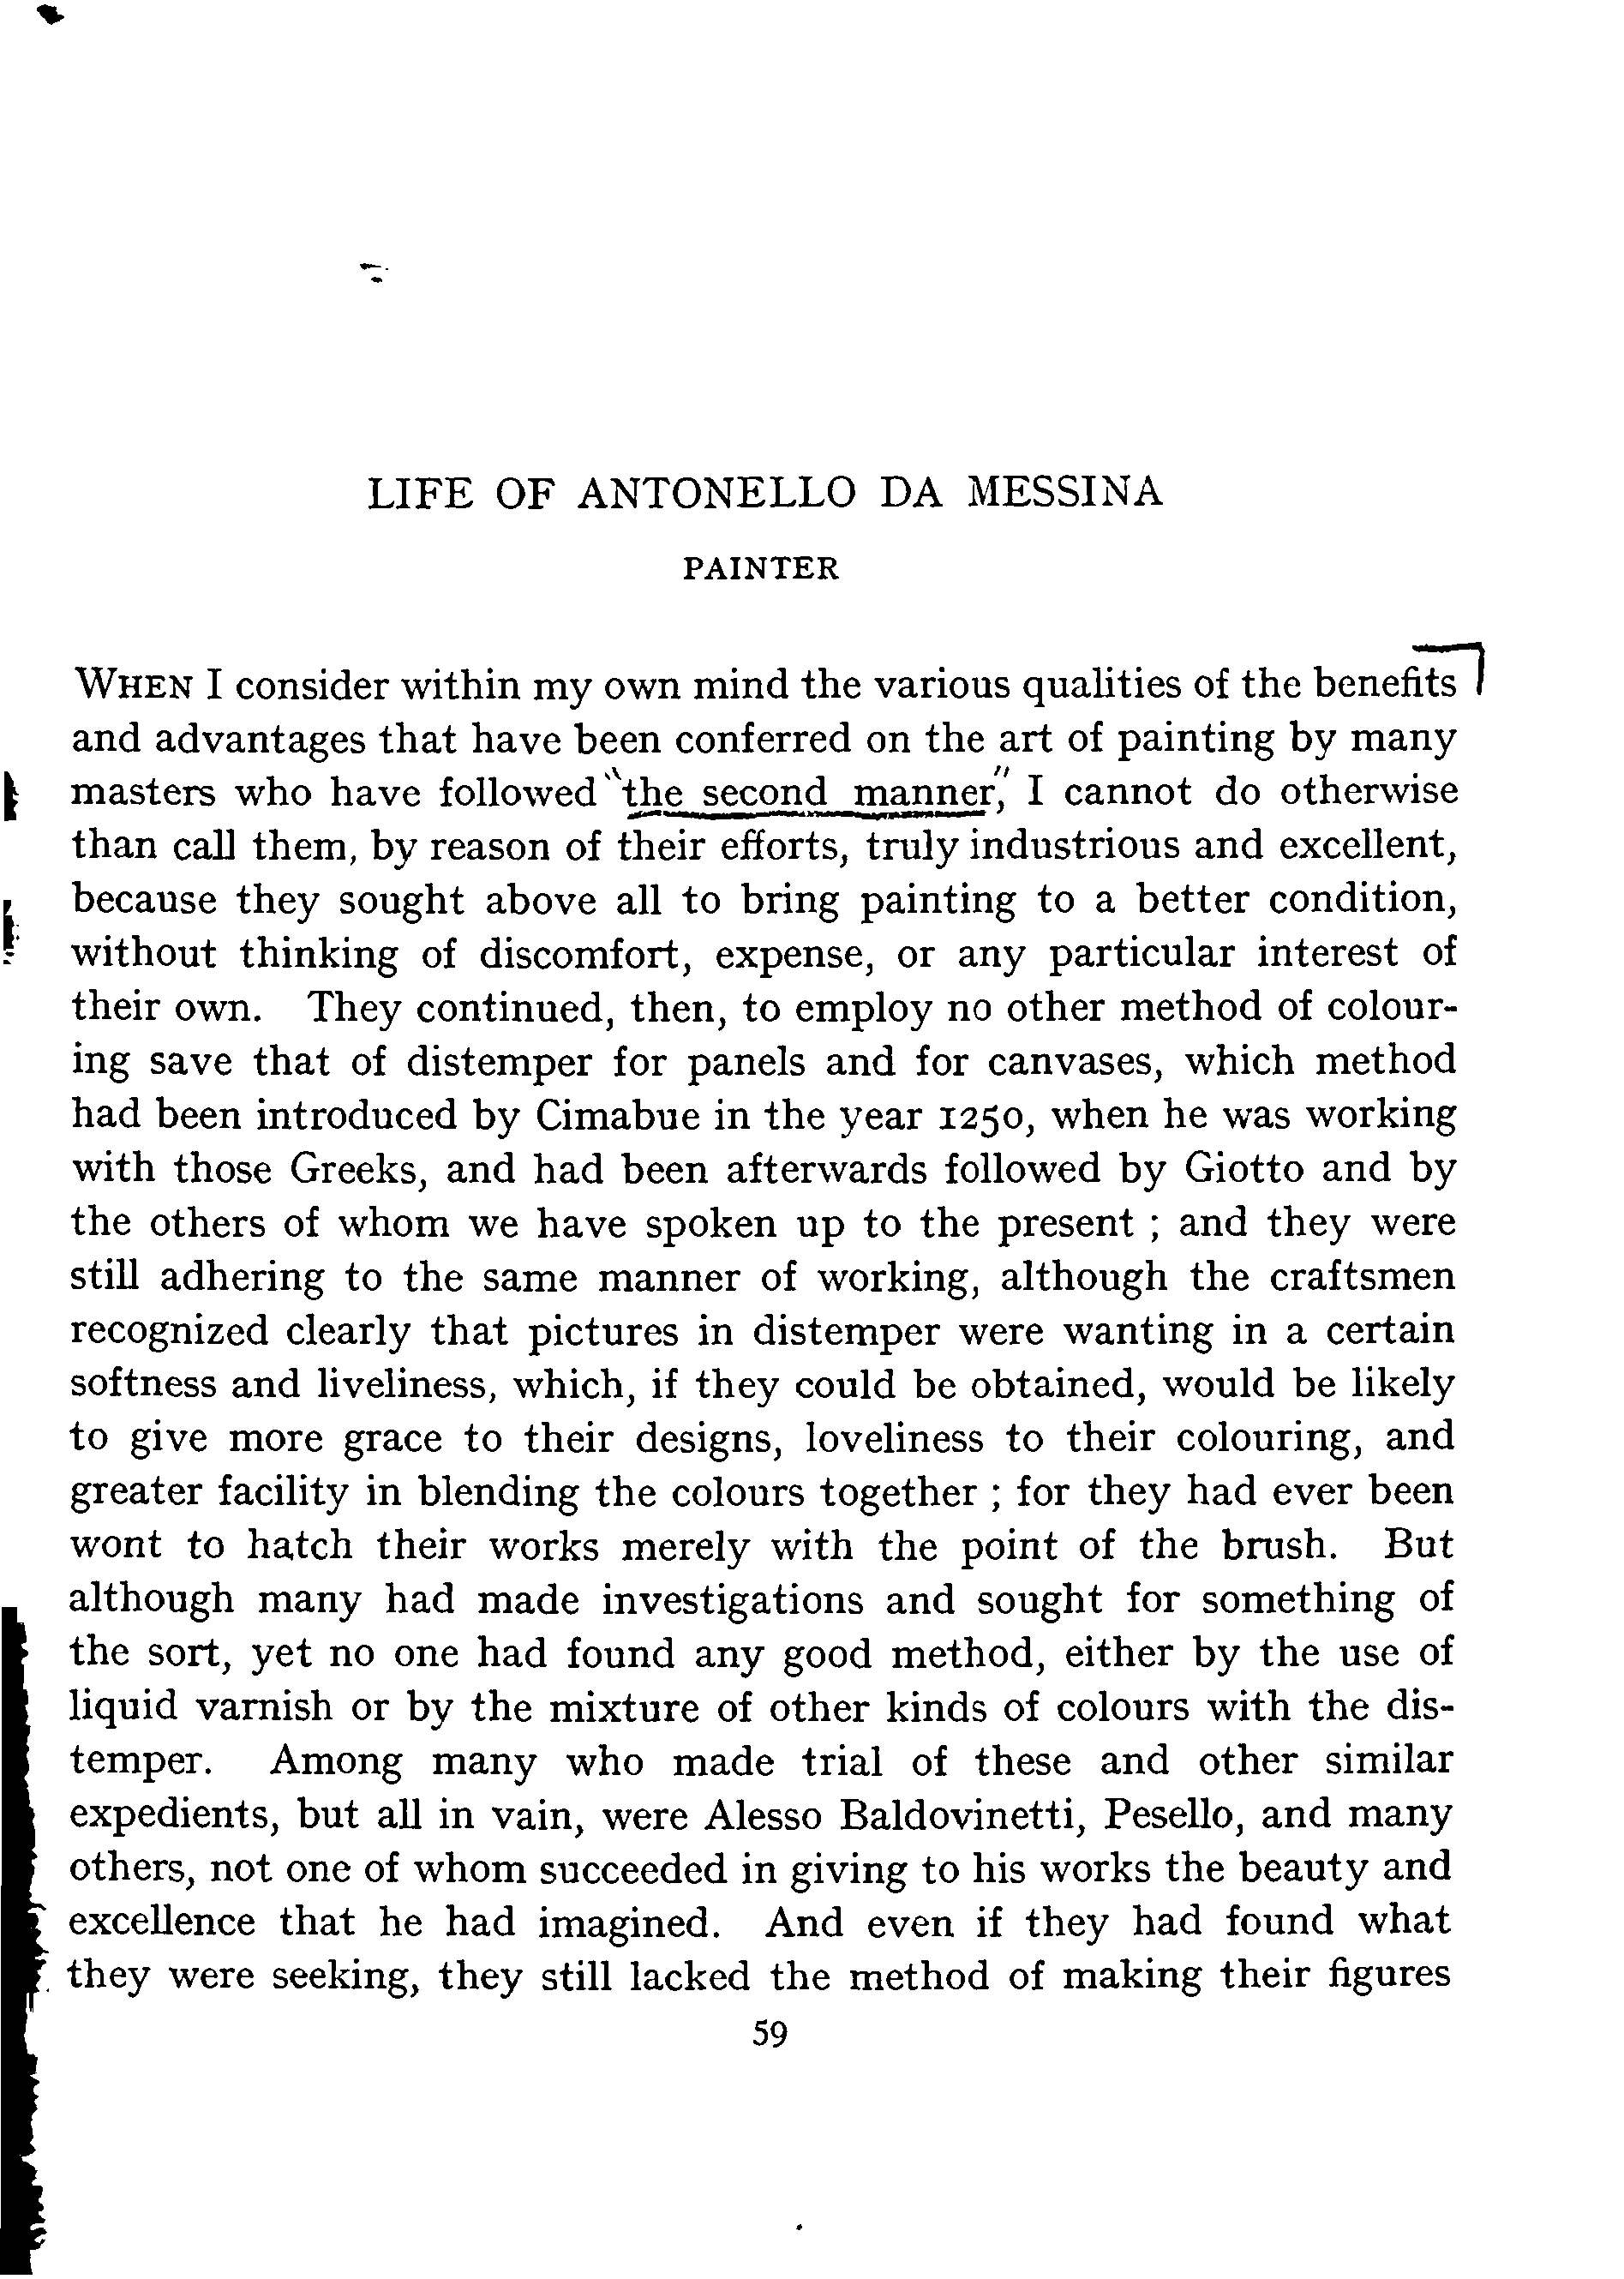 LIFE OF ANTONELLO DA MESSINA
PAINTER
WHEN I consider within my own mind the various qualities of the benefits
and advantages that have been conferred on the art of painting by many
masters who have followed "the second manner," I cannot do otherwise
than call them, by reason of their efforts, truly industrious and excellent,
because they sought above all to bring painting to a better condition,
without thinking of discomfort, expense, or any particular interest of
their own. They continued, then, to employ no other method of colour-
ing save that of distemper for panels and for canvases, which method
had been introduced by Cimabue in the year 1250, when he was working
with those Greeks, and had been afterwards followed by Giotto and by
the others of whom we have spoken up to the present ; and they were
still adhering to the same manner of working, although the craftsmen
recognized clearly that pictures in distemper were wanting in a certain
softness and liveliness, which, if they could be obtained, would be likely
to give more grace to their designs, loveliness to their colouring, and
greater facility in blending the colours together ; for they had ever been
wont to hatch their works merely with the point of the brush. But
although many had made investigations and sought for something of
the sort, yet no one had found any good method, either by the use of
liquid varnish or by the mixture of other kinds of colours with the dis-
temper. Among many who made trial of these and other similar
expedients, but all in vain, were Alesso Baldovinetti, Pesello, and many
others, not one of whom succeeded in giving to his works the beauty and
excellence that he had imagined. And even if they had found what
they were seeking, they still lacked the method of making their figures
59